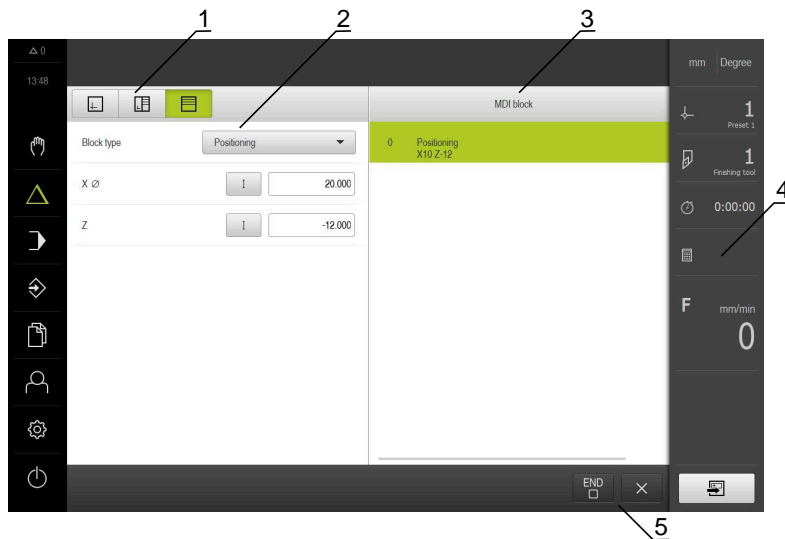 1
2
3
0
13:48
mm Degree
MDI block
1
Preset 1
Block type
Positioning
0 Positioning
X10 Z-12
1
Finishing tool
X Ø
I
20.000
4
0:00:00
Z
I
-12.000
F mm/min
0
END
5